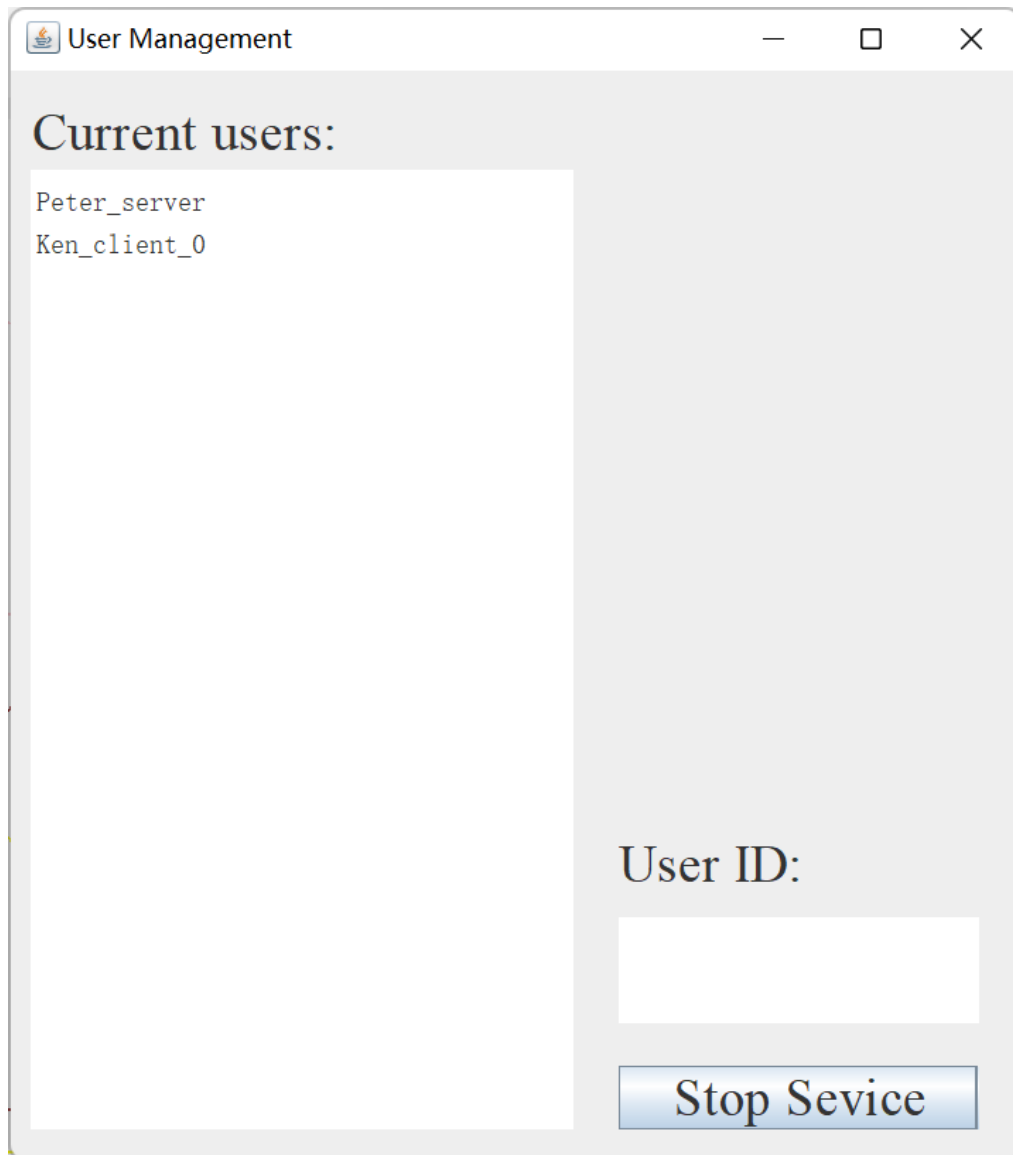 User Management
Current users:
Peter_server
Ken_client_0
User ID:
Stop Sevice